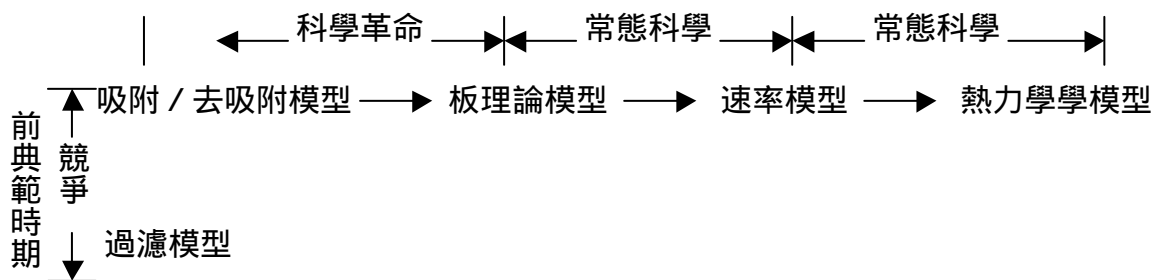 科學革命 常態科學 常態科學
吸附 / 去吸附模型 板理論模型 速率模型 熱力學學模型
前典範時期
競爭
過濾模型